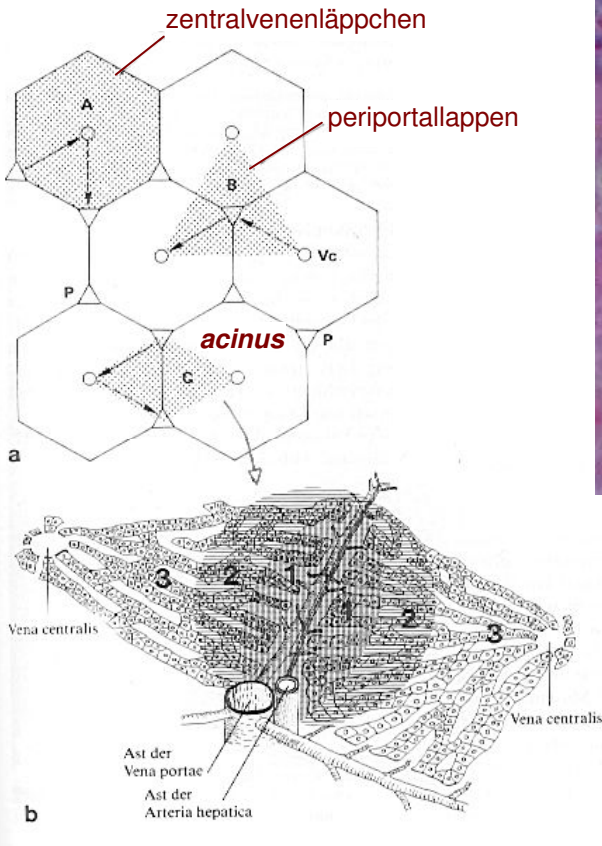 zentralvenenläppchen
A
periportallappen
B
Vc
P
acinus
P
C
a
1
2
1
3
2
3
Vena centralis
Vena centralis
Ast der
Vena portae
Ast der
Arteria hepatica
b